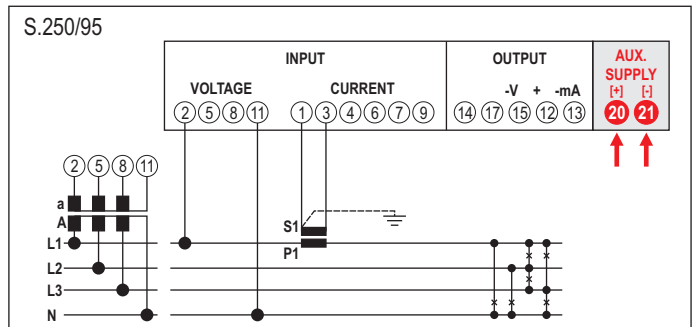 S.250/95
INPUT
OUTPUT
AUX.
SUPPLY
VOLTAGE
CURRENT
-V + -mA
[+] [-]
2 5 8 11
1 3 4 6 7 9
14 17 15 12 13
20 21
2 5 8 11
a
A
S1
P1
L1
L2
L3
N